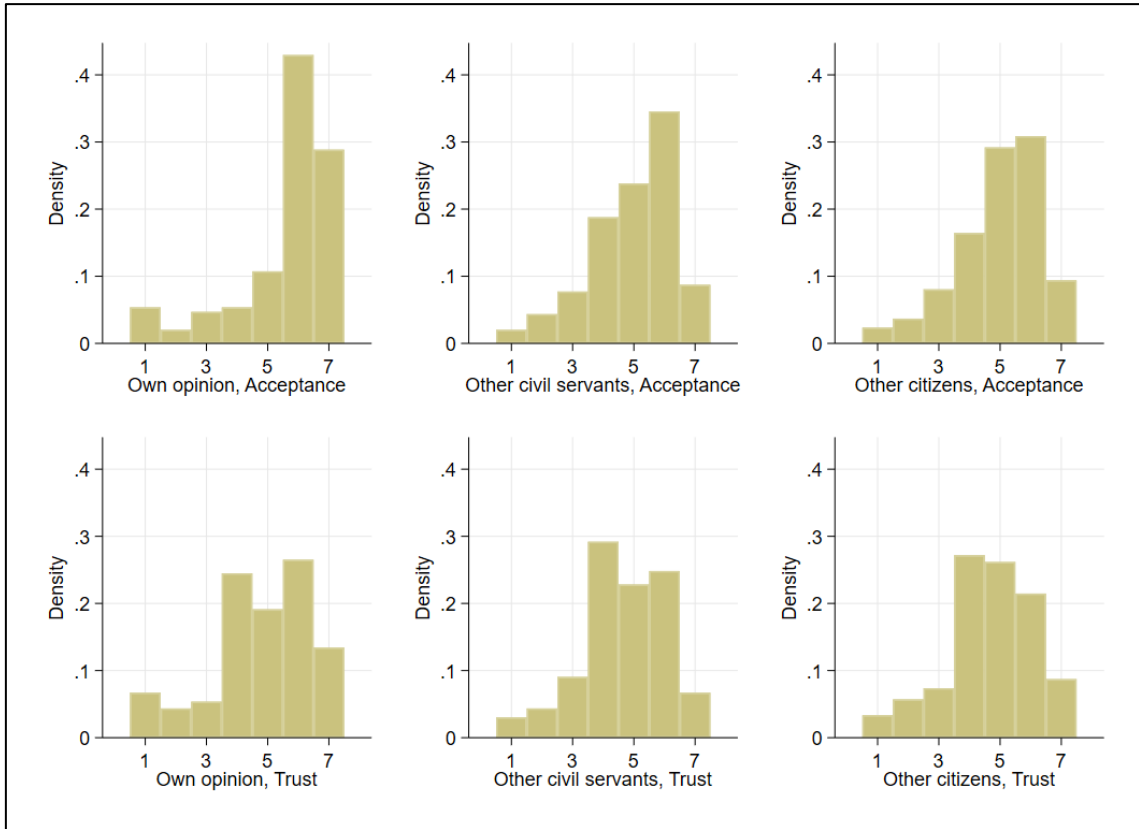 Density
.4
.3
.2
.1
0
1 3 5 7
Own opinion, Acceptance
Density
.4
.3
.2
.1
0
1 3 5 7
Other civil servants, Acceptance
Density
.4
.3
.2
.1
0
1 3 5 7
Other citizens, Acceptance
Density
.4
.3
.2
.1
0
1 3 5 7
Own opinion, Trust
Density
.4
.3
.2
.1
0
1 3 5 7
Other civil servants, Trust
Density
.4
.3
.2
.1
0
1 3 5 7
Other citizens, Trust